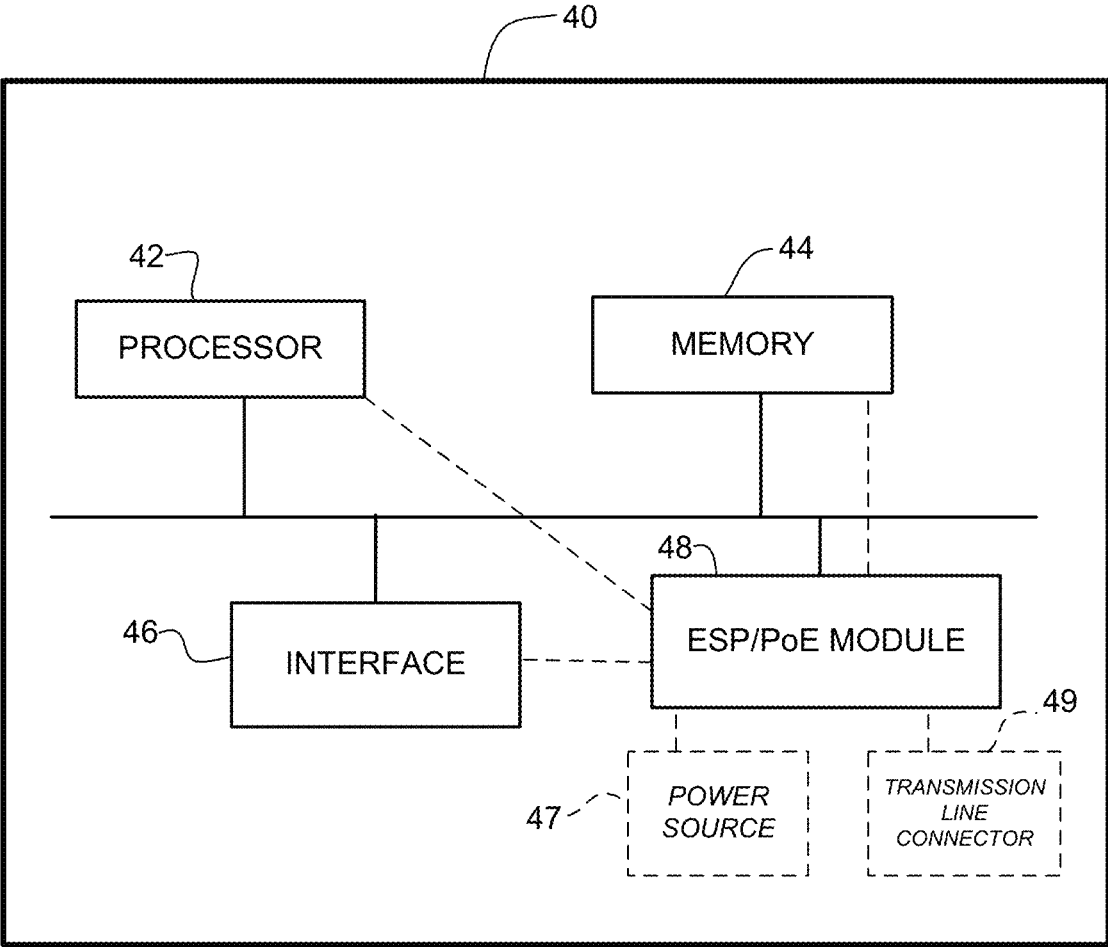 40
42
44
PROCESSOR
MEMORY
48
46
ESP/PoE MODULE
INTERFACE
49
47
POWER
SOURCE
TRANSMISSION
LINE
CONNECTOR